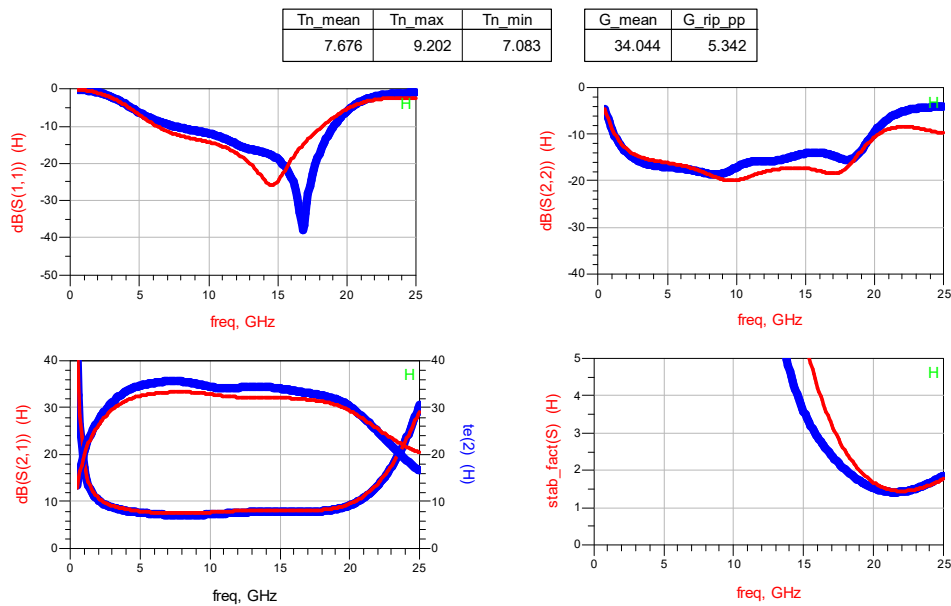 Tn_mean Tn_max Tn_min G_mean G_rip_pp
7.676 9.202 7.083 34.044 5.342
dB(S(1,1)) (H)
0
-10
-20
-30
-40
-50
H
0 5 10 15 20 25
freq, GHz
dB(S(2,2)) (H)
0
-10
-20
-30
-40
H
0 5 10 15 20 25
freq, GHz
dB(S(2,1)) (H)
40
30
20
10
0
H
40
30
20
10
0
te(2) (H)
0 5 10 15 20 25
freq, GHz
stab_fact(S) (H)
5
4
3
2
1
0
H
0 5 10 15 20 25
freq, GHz